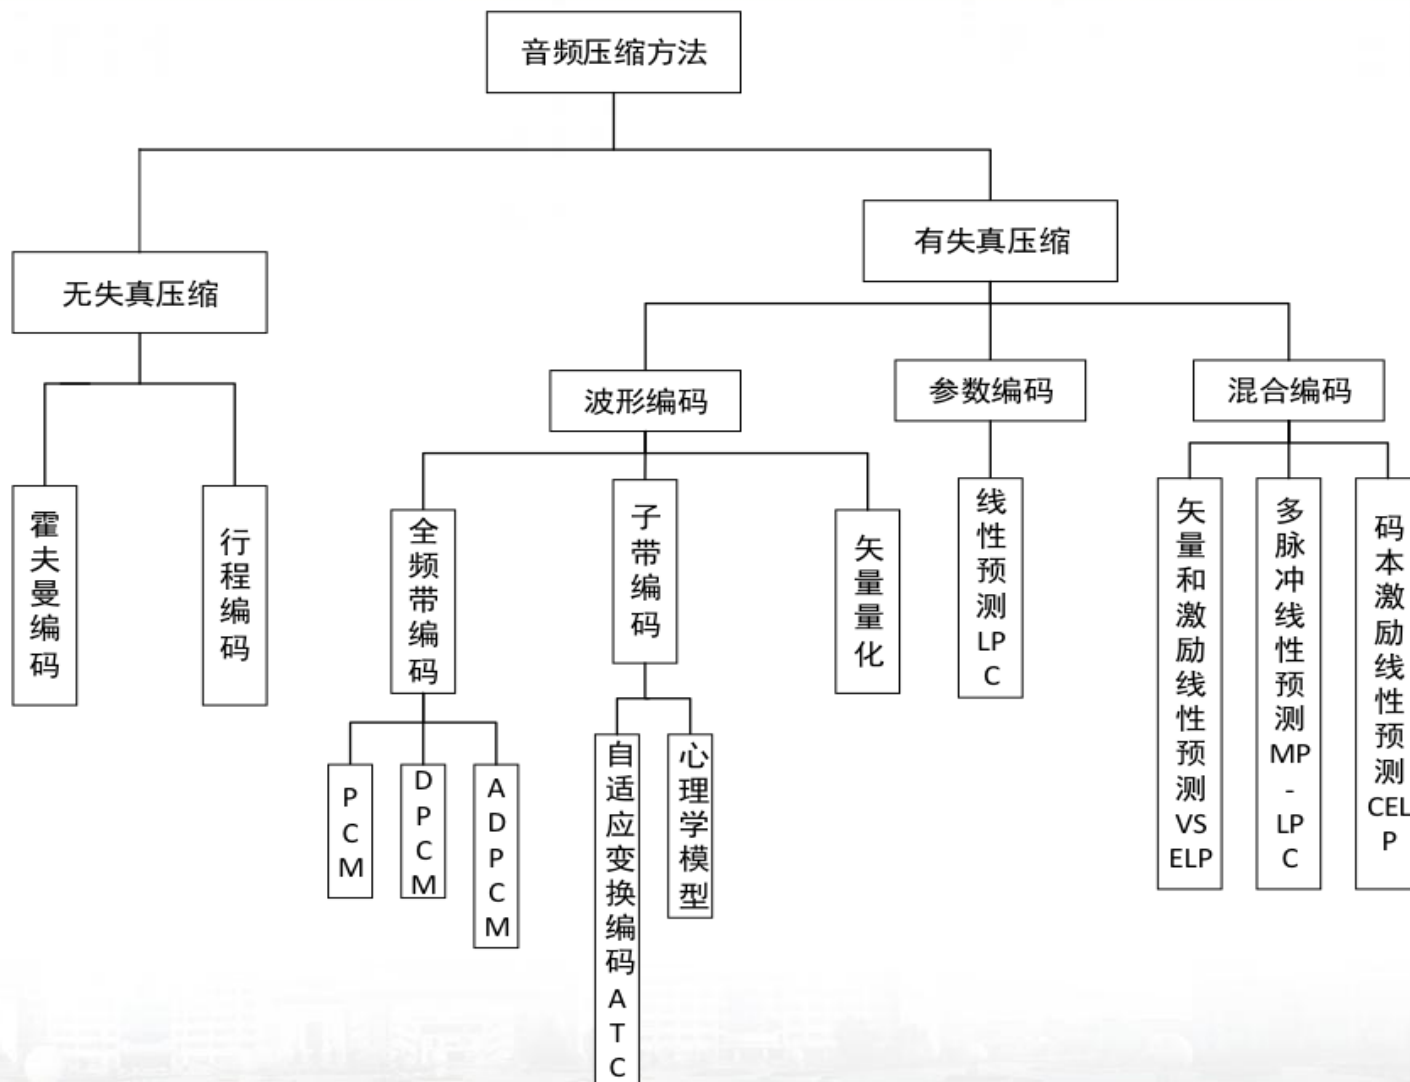 音频压缩方法
有失真压缩
无失真压缩
波形编码
参数编码
混合编码
霍夫曼编码
行程编码
全频带编码
子带编码
矢量量化
线性预测LPC
矢量和激励线性预测VSELP
多脉冲线性预测MP-LPC
码本激励线性预测CELP
PCM
DPCM
ADPCM
自适应变换编码ATC
心理学模型